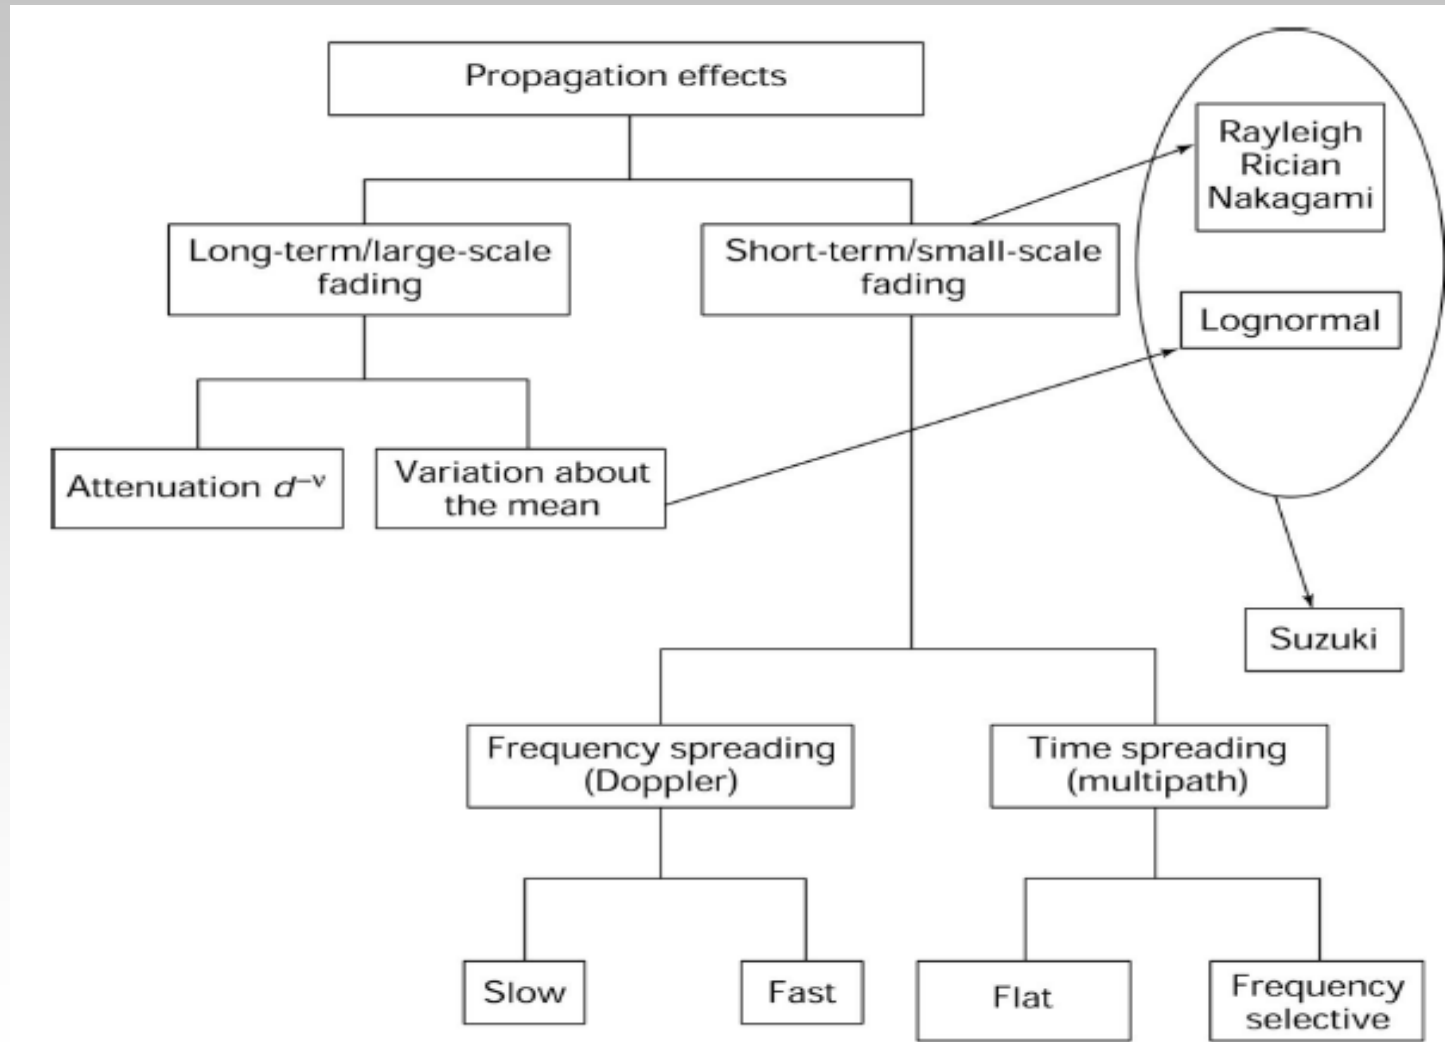 Propagation effects
Rayleigh
Rician
Nakagami
Long-term/large-scale
fading
Short-term/small-scale
fading
Lognormal
Attenuation d⁻ᵛ
Variation about
the mean
Suzuki
Frequency spreading
(Doppler)
Time spreading
(multipath)
Slow
Fast
Flat
Frequency
selective